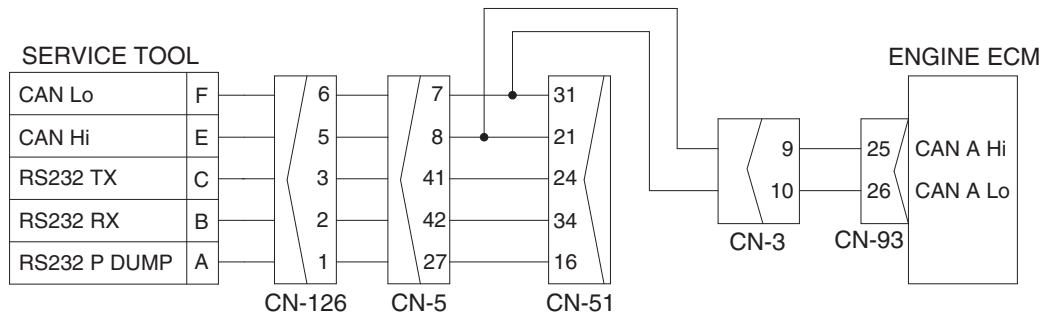 SERVICE TOOL
ENGINE ECM
CAN Lo F 6 7 31
CAN Hi E 5 8 21 9 25 CAN A Hi
RS232 TX C 3 41 24 10 26 CAN A Lo
RS232 RX B 2 42 34
CN-3 CN-93
RS232 P DUMP A 1 27 16
CN-126 CN-5 CN-51